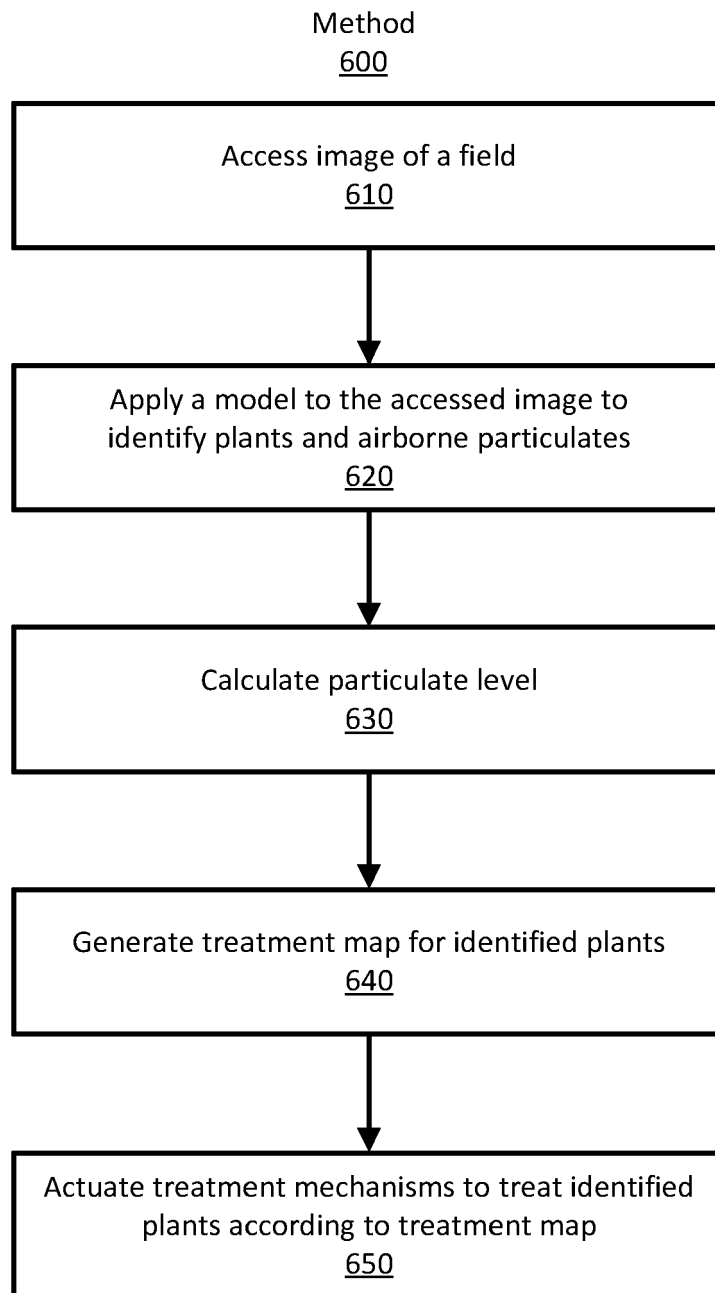 Method
600
Access image of a field
610
Apply a model to the accessed image to
identify plants and airborne particulates
620
Calculate particulate level
630
Generate treatment map for identified plants
640
Actuate treatment mechanisms to treat identified
plants according to treatment map
650